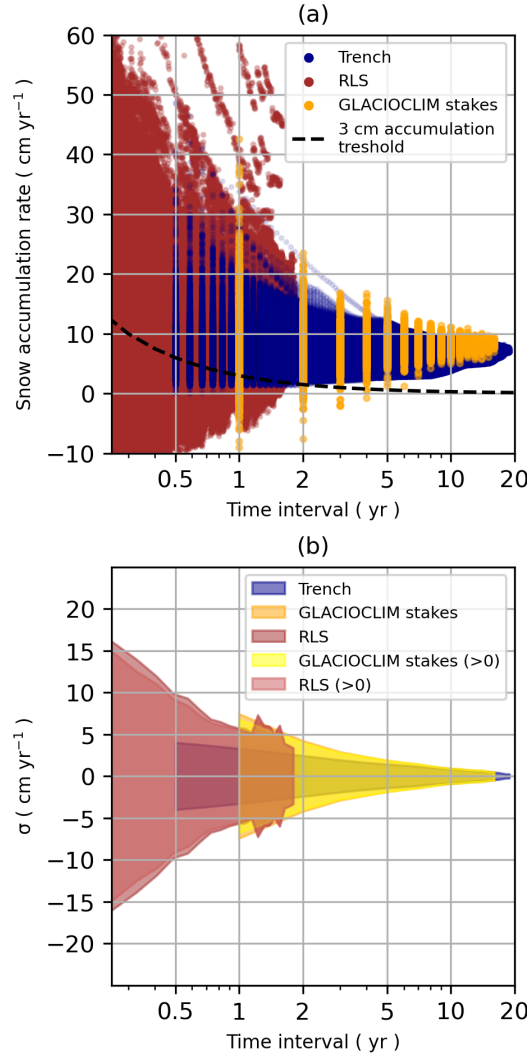 (a)
Snow accumulation rate ( cm yr⁻¹ )
60
50
40
30
20
10
0
−10
Trench
RLS
GLACIOCLIM stakes
3 cm accumulation
treshold
0.5
1
2
5
10
20
Time interval ( yr )
(b)
σ ( cm yr⁻¹ )
20
15
10
5
0
−5
−10
−15
−20
Trench
GLACIOCLIM stakes
RLS
GLACIOCLIM stakes (>0)
RLS (>0)
0.5
1
2
5
10
20
Time interval ( yr )